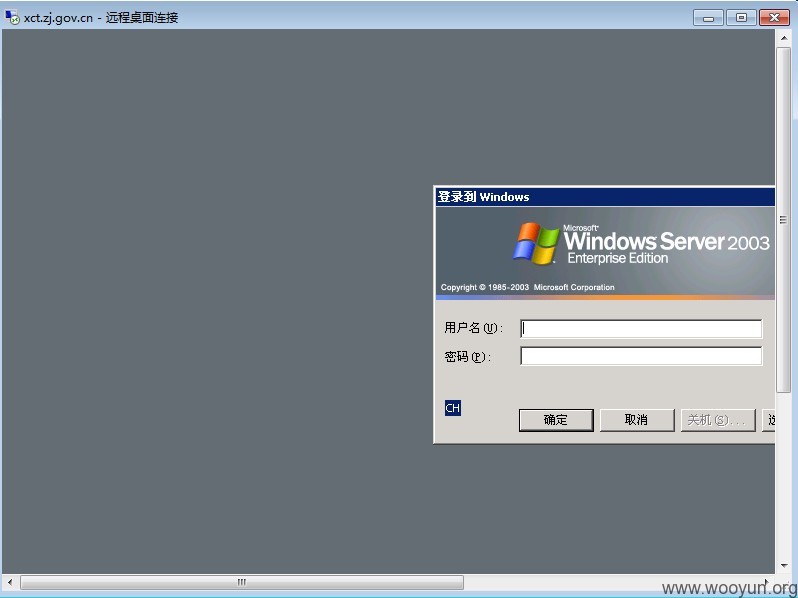 xct.zj.gov.cn - 远程桌面连接
登录到 Windows
Microsoft®
Windows Server 2003
Enterprise Edition
Copyright © 1985-2003 Microsoft Corporation
用户名(U):
密码(P):
CH
确定 取消 关机(S)...
www.wooyun.org